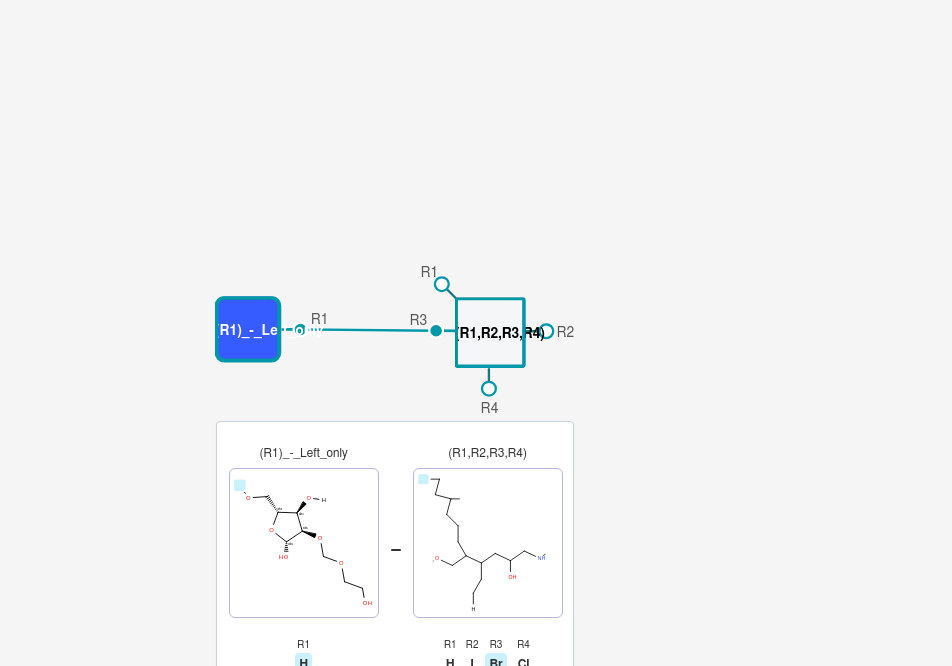 R1
(R1)_-_Left_only
R1
R3
(R1,R2,R3,R4)
R2
R4
(R1)_-_Left_only
(R1,R2,R3,R4)
O
O
H
O
HO
O
O
OH
O
OH
NH
H
–
R1
R1
R2
R3
R4
H
H
Br
Cl